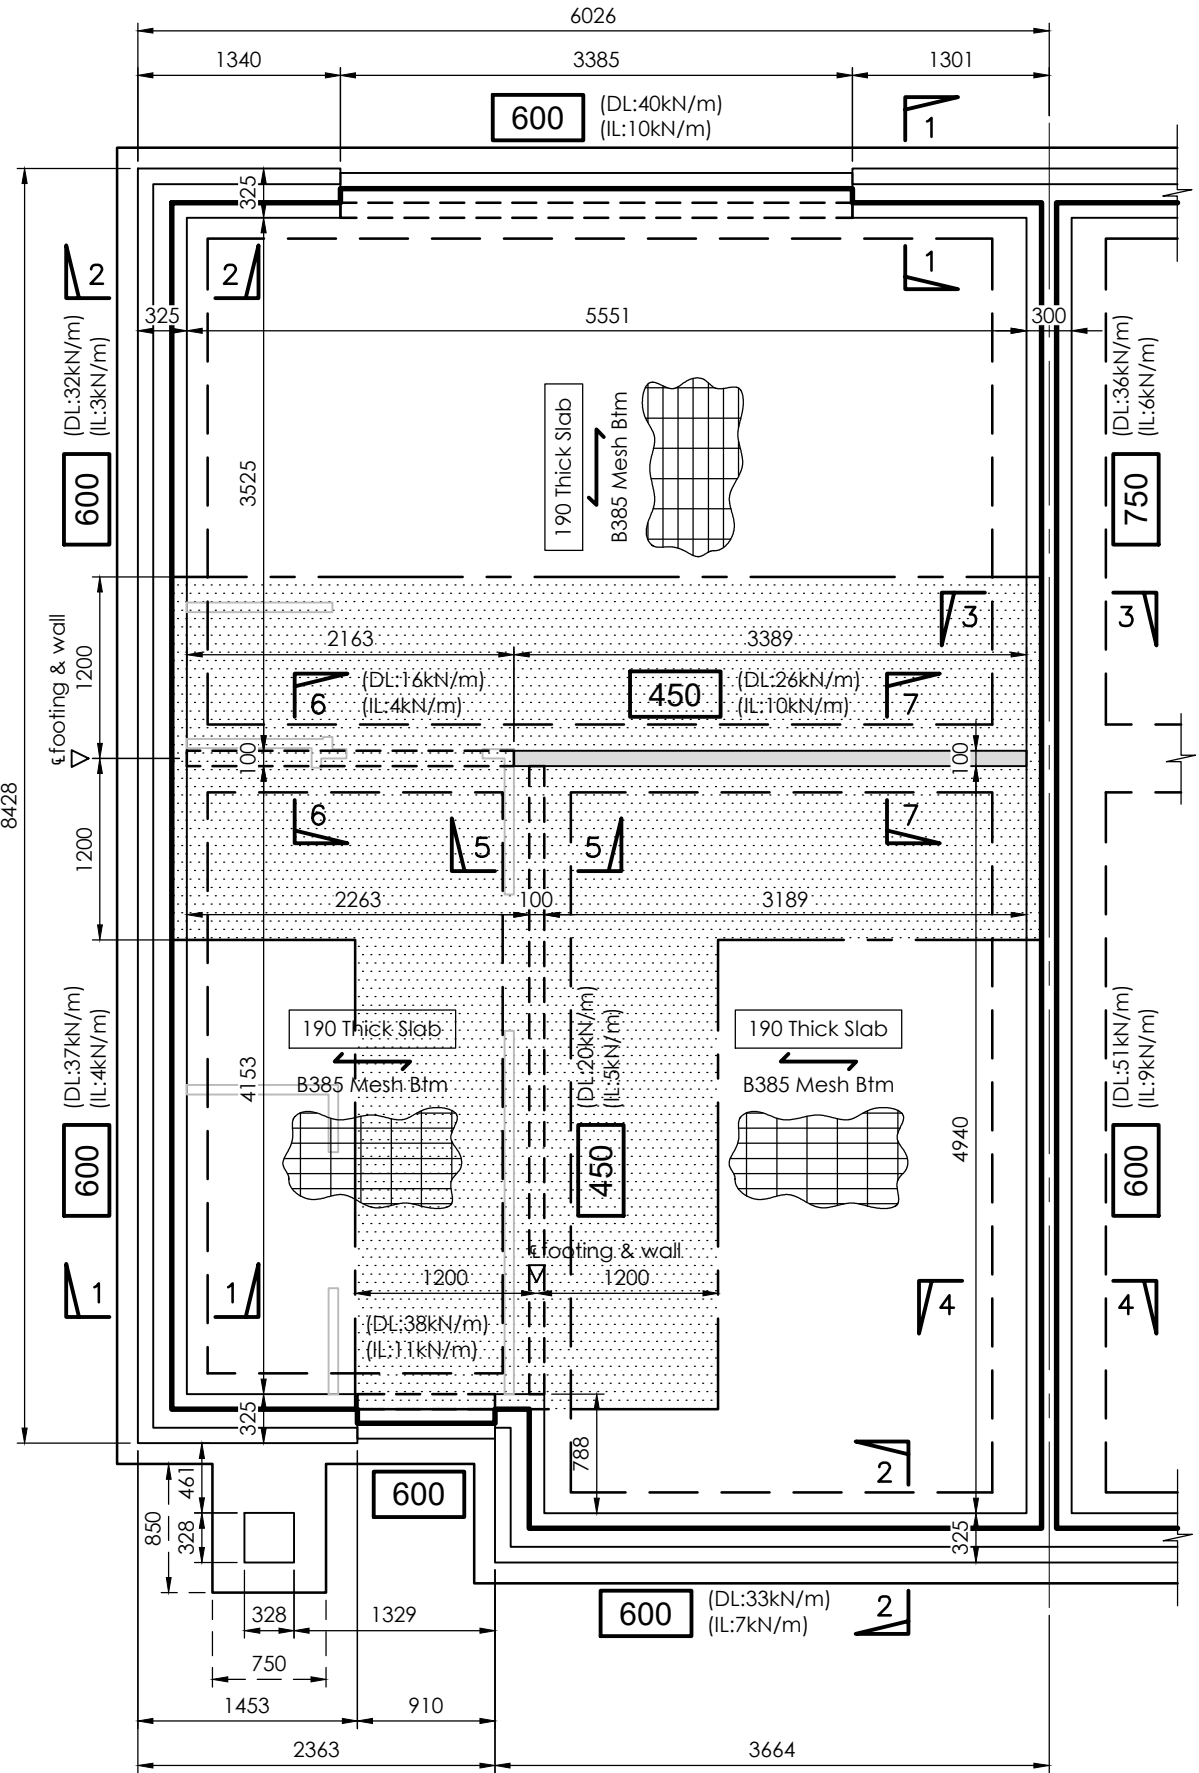 6026
1340
3385
1301
600
(DL:40kN/m)
(IL:10kN/m)
1
325
2
2
1
325
5551
300
(DL:32kN/m)
(IL:3kN/m)
600
3525
190 Thick Slab
B385 Mesh Btm
(DL:36kN/m)
(IL:6kN/m)
750
℄footing & wall
1200
2163
3389
3
3
6
(DL:16kN/m)
(IL:4kN/m)
450
(DL:26kN/m)
(IL:10kN/m)
7
100
100
8428
1200
6
5
5
7
2263
100
3189
(DL:37kN/m)
(IL:4kN/m)
600
4153
190 Thick Slab
B385 Mesh Btm
(DL:20kN/m)
(IL:5kN/m)
450
190 Thick Slab
B385 Mesh Btm
4940
(DL:51kN/m)
(IL:9kN/m)
600
℄footing & wall
1
1
1200
1200
4
4
(DL:38kN/m)
(IL:11kN/m)
325
788
2
461
850
328
600
325
328
1329
600
(DL:33kN/m)
(IL:7kN/m)
2
750
1453
910
2363
3664